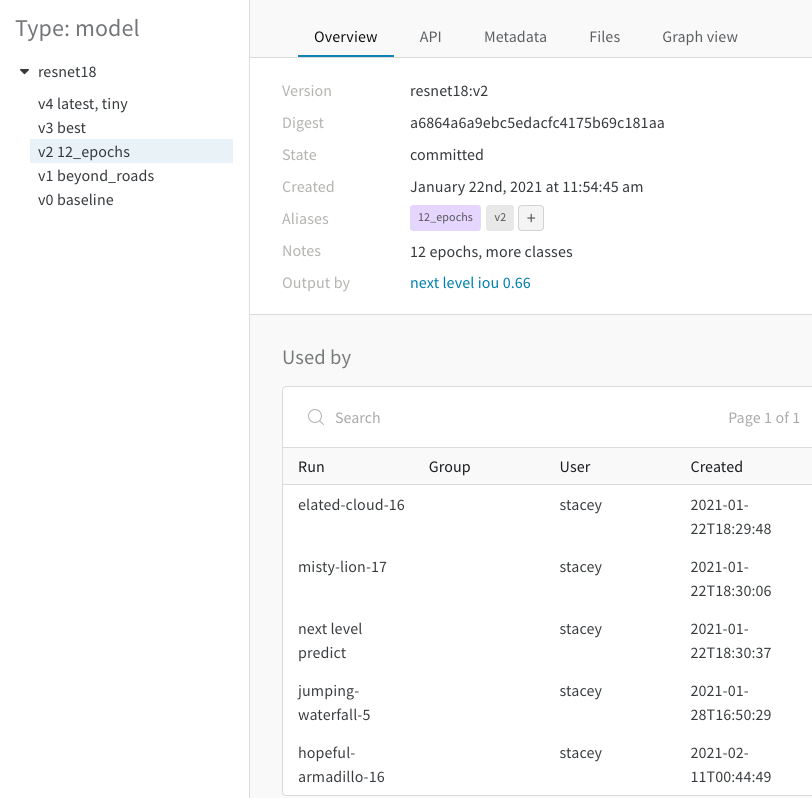 Type: model
resnet18
v4 latest, tiny
v3 best
v2 12_epochs
v1 beyond_roads
v0 baseline
Overview API Metadata Files Graph view
Version resnet18:v2
Digest a6864a6a9ebc5edacfc4175b69c181aa
State committed
Created January 22nd, 2021 at 11:54:45 am
Aliases 12_epochs v2 +
Notes 12 epochs, more classes
Output by next level iou 0.66
Used by
Search Page 1 of 1
Run Group User Created
elated-cloud-16 stacey 2021-01-
22T18:29:48
misty-lion-17 stacey 2021-01-
22T18:30:06
next level stacey 2021-01-
predict 22T18:30:37
jumping- stacey 2021-01-
waterfall-5 28T16:50:29
hopeful- stacey 2021-02-
armadillo-16 11T00:44:49